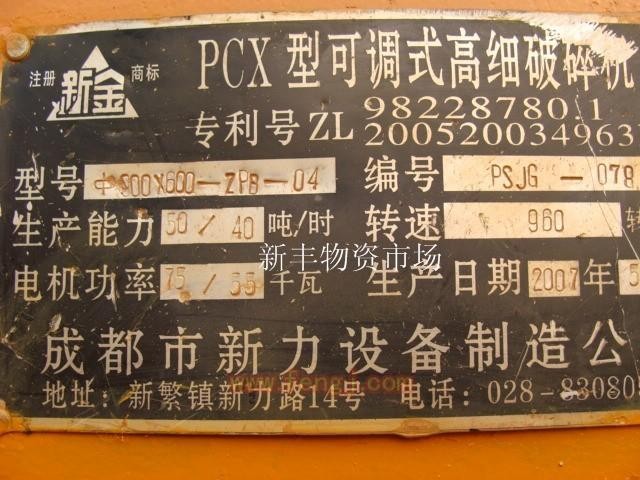 注册 新金 商标
PCX型可调式高细破碎机
专利号ZL 98228780.1
200520034963
型号 Φ800X600-ZPB-04 编号 PSJG-078
生产能力 50/40 吨/时 转速 960 转
新丰物资市场
电机功率 75/55 千瓦 生产日期 2007年5
成都市新力设备制造公
地址：新繁镇新力路14号 电话：028-83080